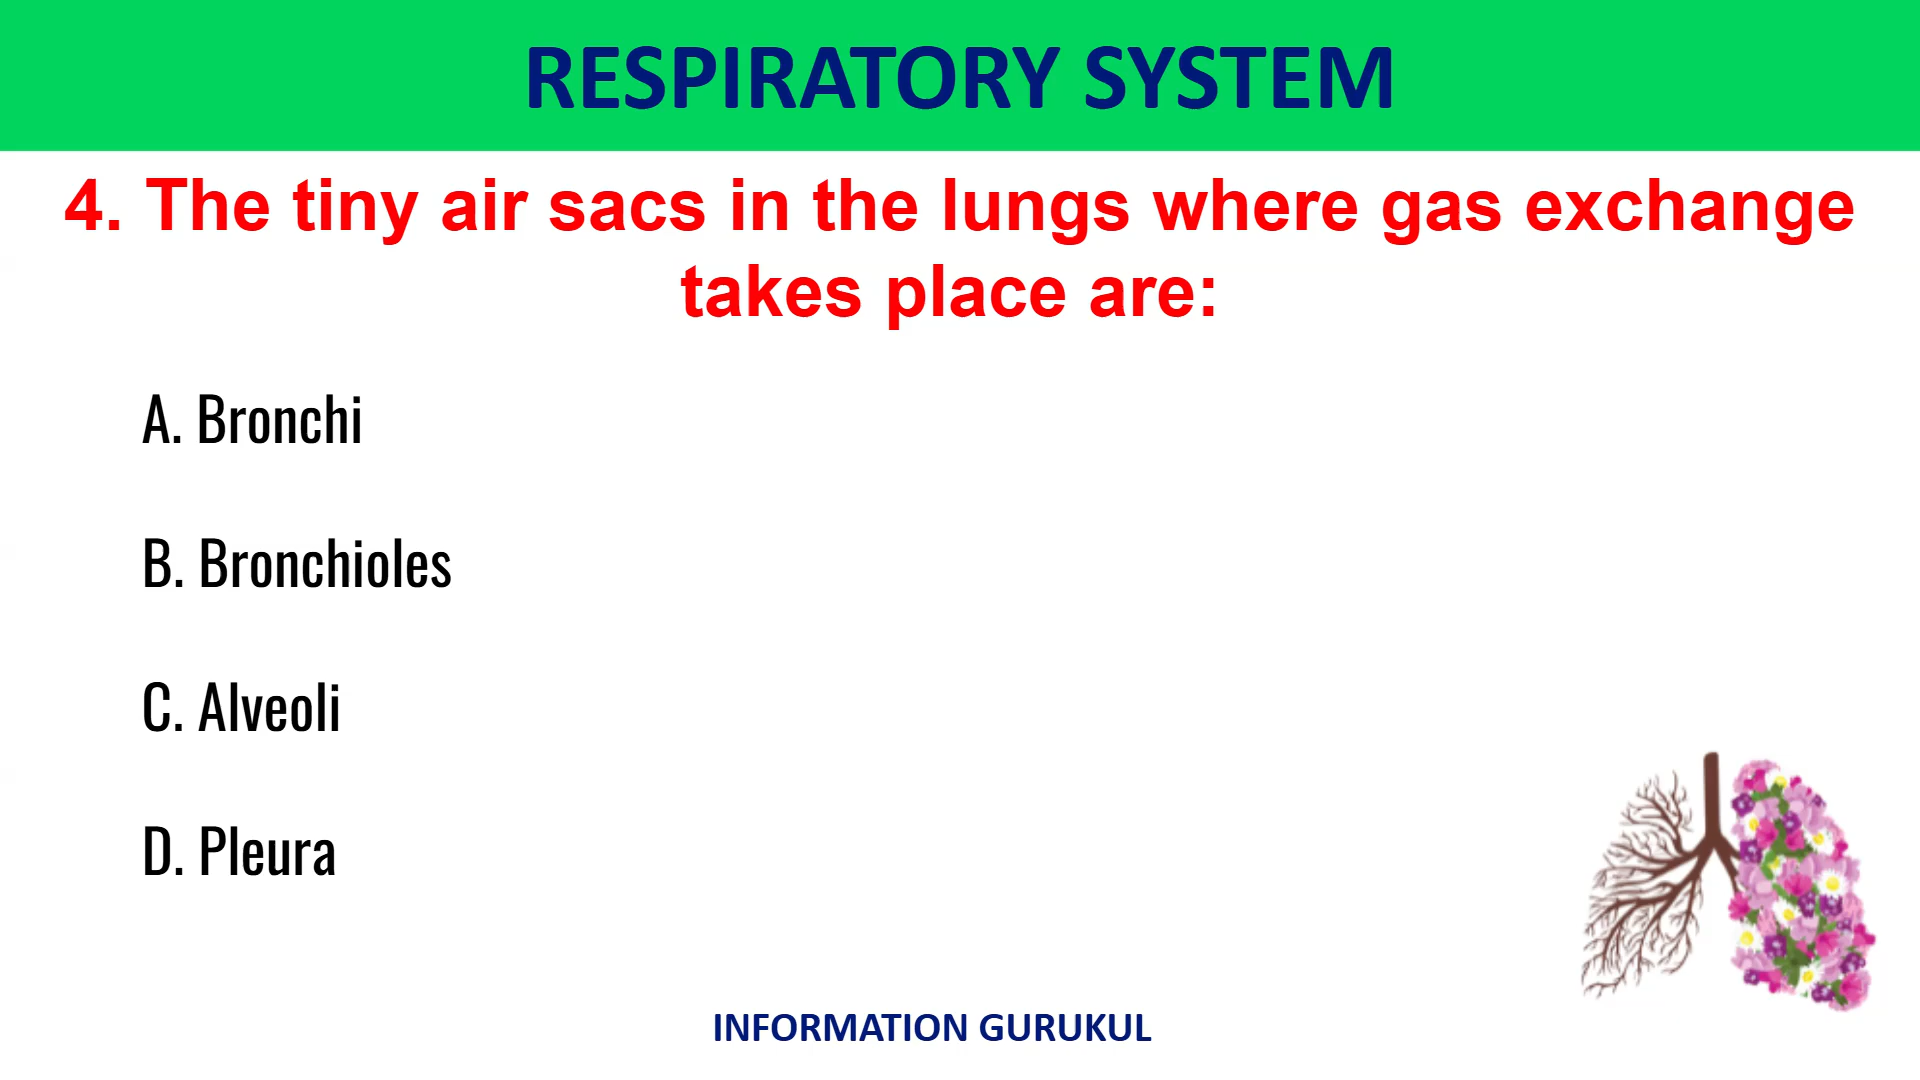 RESPIRATORY SYSTEM
4. The tiny air sacs in the lungs where gas exchange
takes place are:
A. Bronchi
B. Bronchioles
C. Alveoli
D. Pleura
INFORMATION GURUKUL